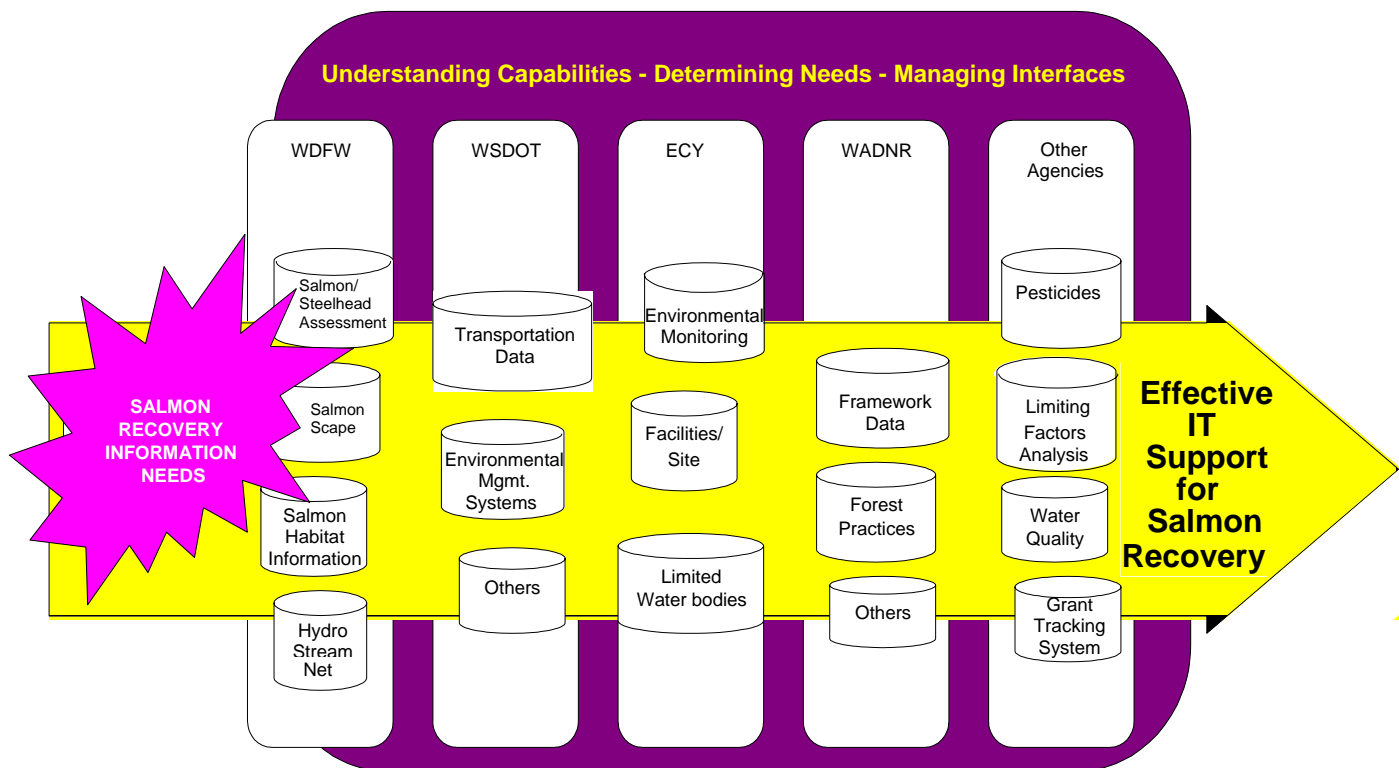 Understanding Capabilities - Determining Needs - Managing Interfaces
WDFW
WSDOT
ECY
WADNR
Other
Agencies
SALMON
RECOVERY
INFORMATION
NEEDS
Salmon/
Steelhead
Assessment
Salmon
Scape
Salmon
Habitat
Information
Hydro
Stream
Net
Transportation
Data
Environmental
Mgmt.
Systems
Others
Environmental
Monitoring
Facilities/
Site
Limited
Water bodies
Framework
Data
Forest
Practices
Others
Pesticides
Limiting
Factors
Analysis
Water
Quality
Grant
Tracking
System
Effective
IT
Support
for
Salmon
Recovery